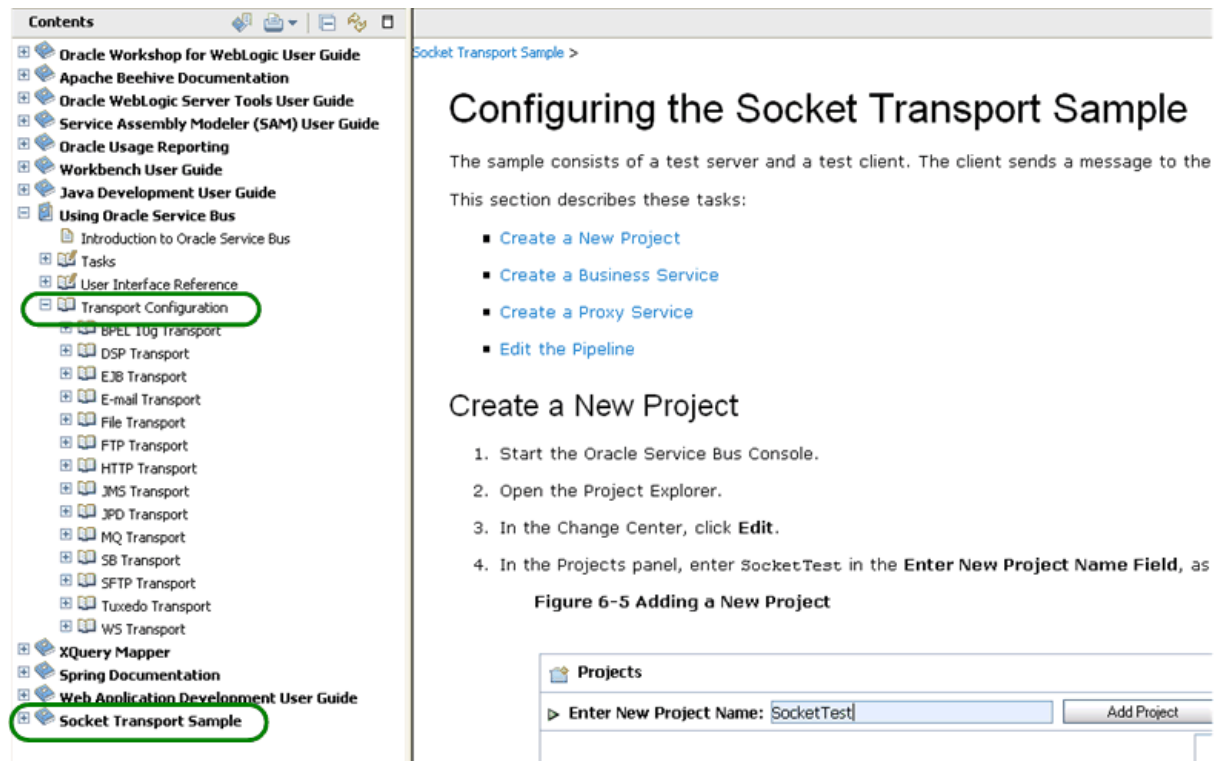 Contents
Oracle Workshop for WebLogic User Guide
Apache Beehive Documentation
Oracle WebLogic Server Tools User Guide
Service Assembly Modeler (SAM) User Guide
Oracle Usage Reporting
Workbench User Guide
Java Development User Guide
Using Oracle Service Bus
Introduction to Oracle Service Bus
Tasks
User Interface Reference
Transport Configuration
BPEL 10g Transport
DSP Transport
EJB Transport
E-mail Transport
File Transport
FTP Transport
HTTP Transport
JMS Transport
JPD Transport
MQ Transport
SB Transport
SFTP Transport
Tuxedo Transport
WS Transport
XQuery Mapper
Spring Documentation
Web Application Development User Guide
Socket Transport Sample
Socket Transport Sample >
Configuring the Socket Transport Sample
The sample consists of a test server and a test client. The client sends a message to the
This section describes these tasks:
Create a New Project
Create a Business Service
Create a Proxy Service
Edit the Pipeline
Create a New Project
1. Start the Oracle Service Bus Console.
2. Open the Project Explorer.
3. In the Change Center, click Edit.
4. In the Projects panel, enter SocketTest in the Enter New Project Name Field, as
Figure 6-5 Adding a New Project
Projects
Enter New Project Name: SocketTest Add Project